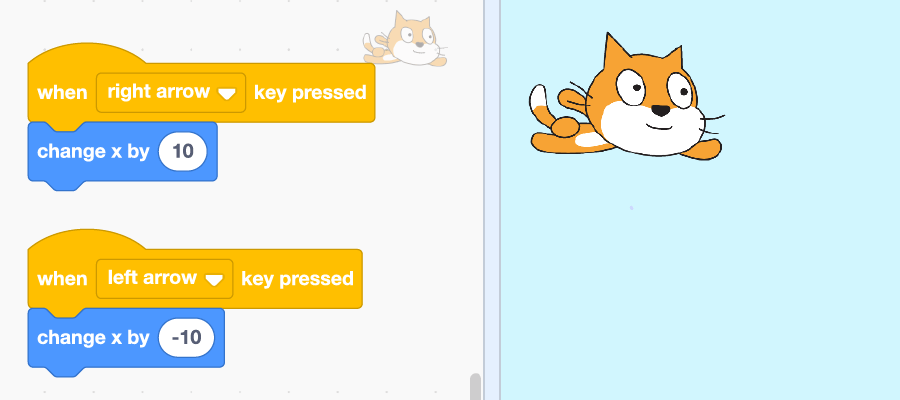 when right arrow key pressed
change x by 10
when left arrow key pressed
change x by -10